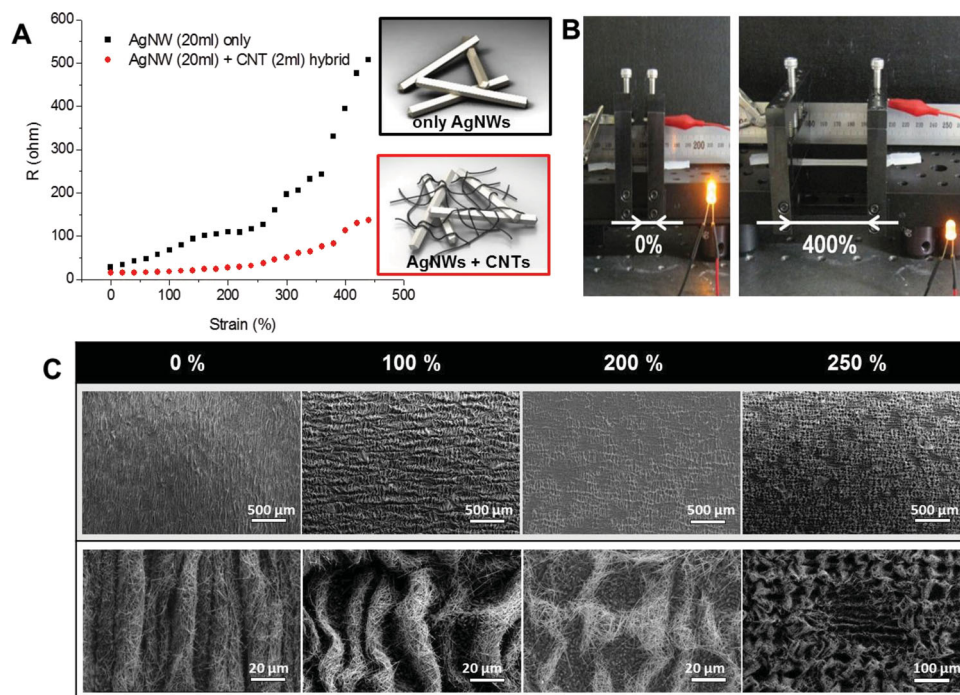 A
600
500
400
300
200
100
0
R (ohm)
AgNW (20ml) only
AgNW (20ml) + CNT (2ml) hybrid
0
100
200
300
400
500
Strain (%)
only AgNWs
AgNWs + CNTs
B
200
0%
400%
C
0 %
100 %
200 %
250 %
500 µm
500 µm
500 µm
500 µm
20 µm
20 µm
20 µm
100 µm